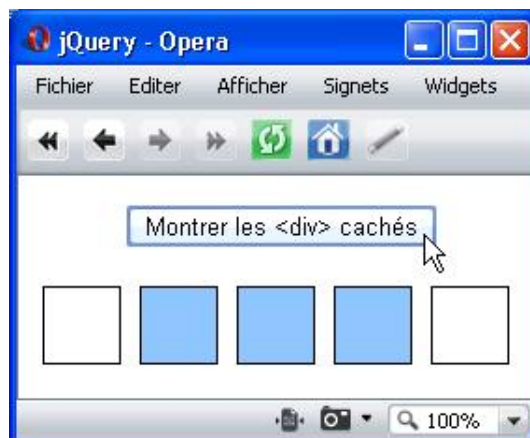 jQuery - Opera
Fichier Editer Afficher Signets Widgets
Montrer les <div> cachés
100%